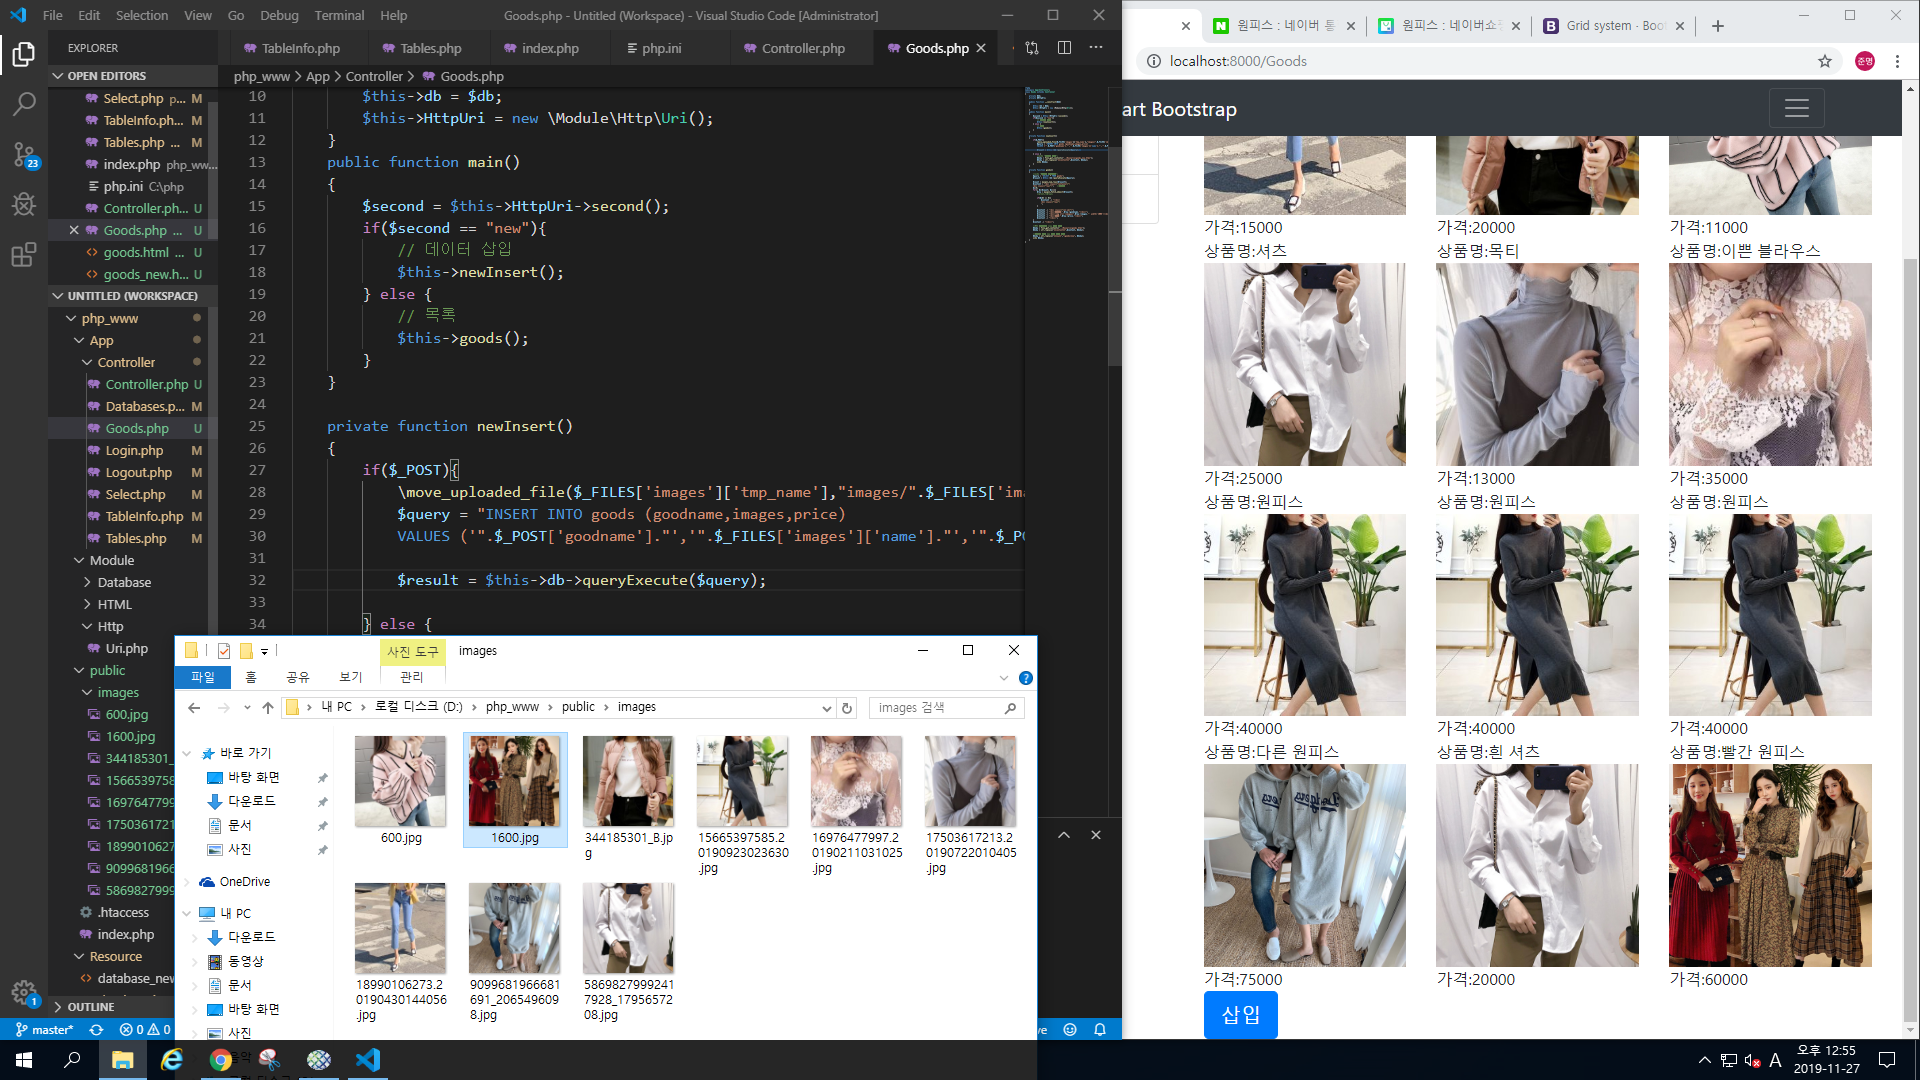 File Edit Selection View Go Debug Terminal Help
Goods.php - Untitled (Workspace) - Visual Studio Code [Administrator]
EXPLORER
OPEN EDITORS
Select.php p... M
TableInfo.ph... M
Tables.php ... M
index.php php_ww...
php.ini C:\php
Controller.ph... U
Goods.php ... U
goods.html ... U
goods_new.h... U
UNTITLED (WORKSPACE)
php_www
App
Controller
Controller.php U
Databases.p... M
Goods.php U
Login.php M
Logout.php M
Select.php M
TableInfo.php M
Tables.php M
Module
Database
HTML
Http
Uri.php
public
images
600.jpg
1600.jpg
344185301_
1566539758
1697647799
1750361721
1899010627
9099681966
5869827999
.htaccess
index.php
Resource
database_new
OUTLINE
23
1
master* 0 0
TableInfo.php Tables.php index.php php.ini Controller.php Goods.php
php_www > App > Controller > Goods.php
10 $this->db = $db;
11 $this->HttpUri = new \Module\Http\Uri();
12 }
13 public function main()
14 {
15 $second = $this->HttpUri->second();
16 if($second == "new"){
17 // 데이터 삽입
18 $this->newInsert();
19 } else {
20 // 목록
21 $this->goods();
22 }
23 }
24
25 private function newInsert()
26 {
27 if($_POST){
28 \move_uploaded_file($_FILES['images']['tmp_name'],"images/".$_FILES['ima
29 $query = "INSERT INTO goods (goodname,images,price)
30 VALUES ('".$_POST['goodname']."','".$_FILES['images']['name']."','".$_PO
31
32 $result = $this->db->queryExecute($query);
33
34 } else {
사진 도구 images
파일 홈 공유 보기 관리
내 PC > 로컬 디스크 (D:) > php_www > public > images
images 검색
바로 가기
바탕 화면
다운로드
문서
사진
OneDrive
내 PC
다운로드
동영상
문서
바탕 화면
사진
음악
600.jpg
1600.jpg
344185301_B.jpg
15665397585.20190923023630.jpg
16976477997.20190211031025.jpg
17503617213.20190722010405.jpg
18990106273.20190430144056.jpg
9099681966681691_2065496098.jpg
58698279992417928_1795657208.jpg
원피스 : 네이버 통 원피스 : 네이버쇼핑 Grid system · Boot
localhost:8000/Goods
준명
art Bootstrap
가격:15000 가격:20000 가격:11000
상품명:셔츠 상품명:목티 상품명:이쁜 블라우스
가격:25000 가격:13000 가격:35000
상품명:원피스 상품명:원피스 상품명:원피스
가격:40000 가격:40000 가격:40000
상품명:다른 원피스 상품명:흰 셔츠 상품명:빨간 원피스
가격:75000 가격:20000 가격:60000
삽입
A
오후 12:55
2019-11-27